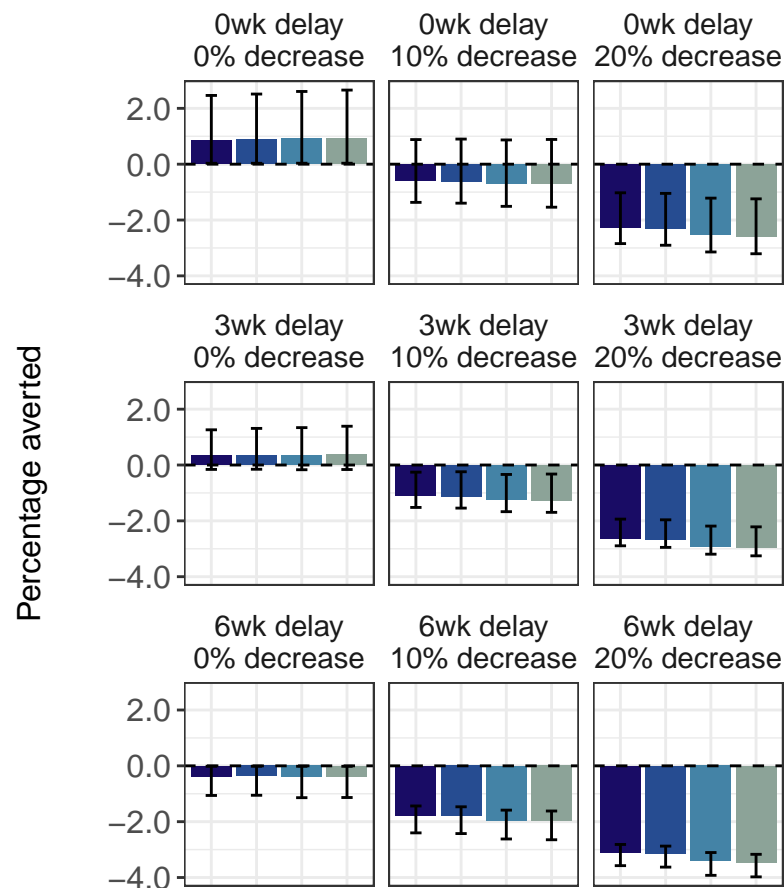 0wk delay 0wk delay 0wk delay
0% decrease 10% decrease 20% decrease
2.0
0.0
−2.0
−4.0
3wk delay 3wk delay 3wk delay
0% decrease 10% decrease 20% decrease
2.0
0.0
−2.0
−4.0
6wk delay 6wk delay 6wk delay
0% decrease 10% decrease 20% decrease
2.0
0.0
−2.0
−4.0
Percentage averted